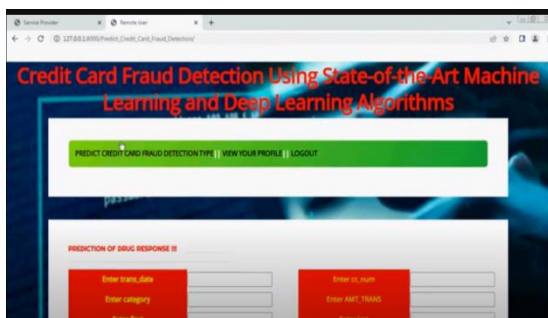 Service Provider
Remote User
127.0.0.1:8000/Predict_Credit_Card_Fraud_Detection/
Credit Card Fraud Detection Using State-of-the-Art Machine
Learning and Deep Learning Algorithms
PREDICT CREDIT CARD FRAUD DETECTION TYPE || VIEW YOUR PROFILE || LOGOUT
PREDICTION OF DRUG RESPONSE !!!
Enter trans_date
Enter cc_num
Enter category
Enter AMT_TRANS